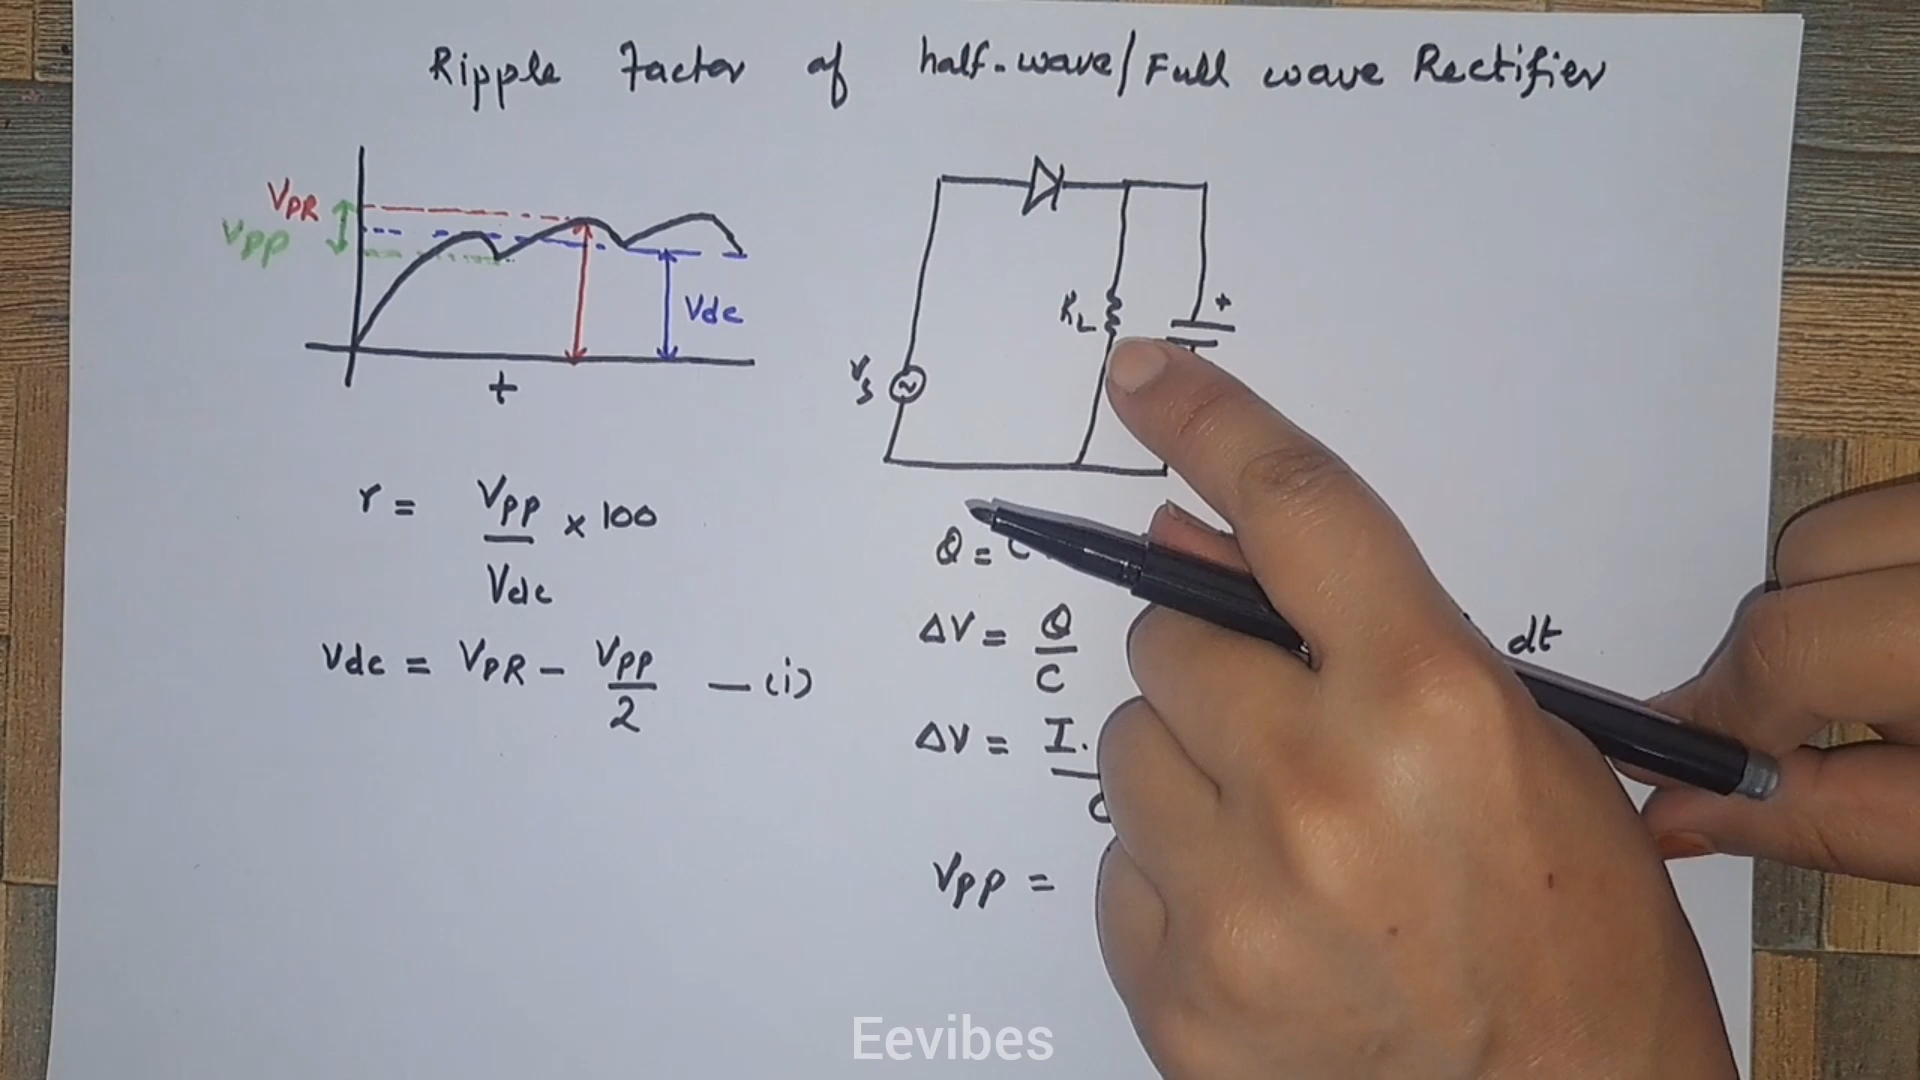 Ripple Factor of half-wave/Full wave Rectifier
VPR
VPP
Vdc
t
RL
+
Vs
r = VPP/Vdc × 100
Vdc = VPR - VPP/2 — (i)
Q = C
ΔV = Q/C
dt
ΔV = I.
C
VPP =
Eevibes